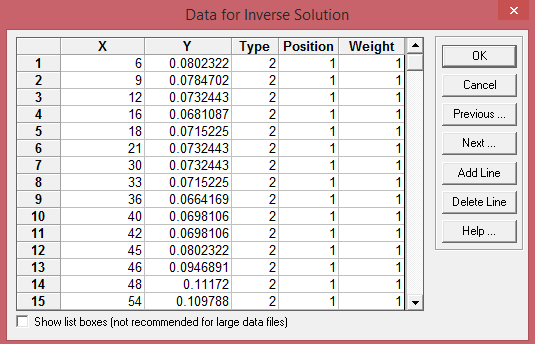 Data for Inverse Solution
X Y Type Position Weight
1 6 0.0802322 2 1 1
2 9 0.0784702 2 1 1
3 12 0.0732443 2 1 1
4 16 0.0681087 2 1 1
5 18 0.0715225 2 1 1
6 21 0.0732443 2 1 1
7 30 0.0732443 2 1 1
8 33 0.0715225 2 1 1
9 36 0.0664169 2 1 1
10 40 0.0698106 2 1 1
11 42 0.0698106 2 1 1
12 45 0.0802322 2 1 1
13 46 0.0946891 2 1 1
14 48 0.11172 2 1 1
15 54 0.109788 2 1 1
Show list boxes (not recommended for large data files)
OK
Cancel
Previous ...
Next ...
Add Line
Delete Line
Help ...